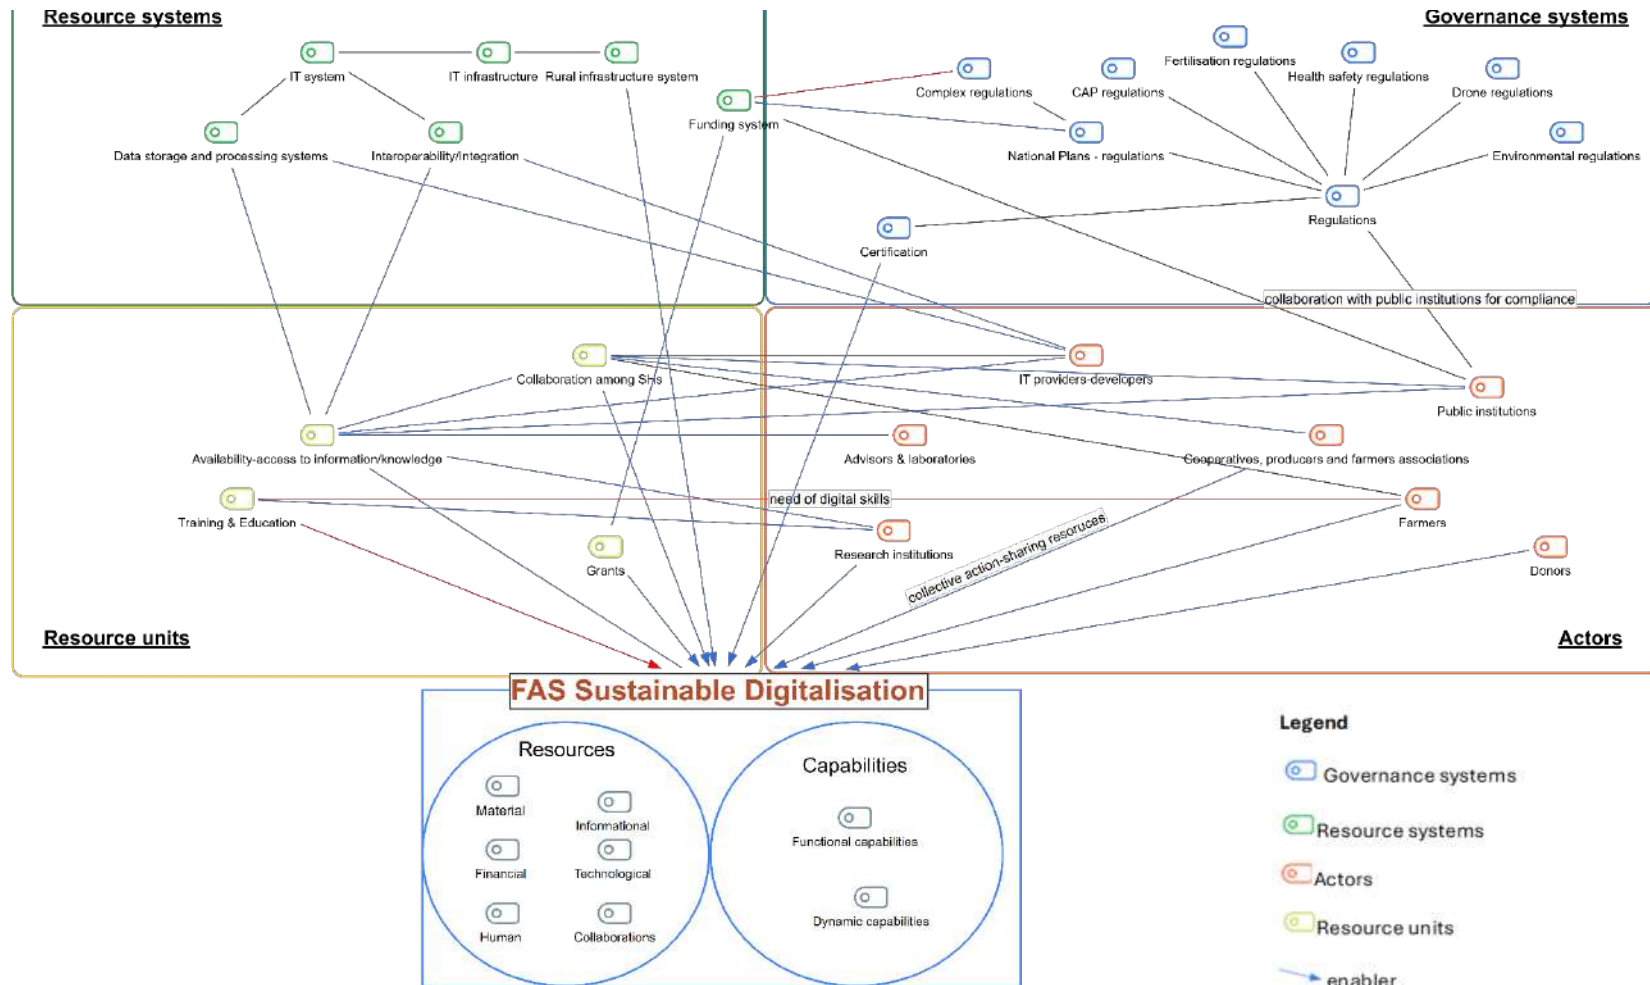 Resource systems
Governance systems
IT system
IT infrastructure
Rural infrastructure system
Funding system
Data storage and processing systems
Interoperability/Integration
Complex regulations
CAP regulations
Fertilisation regulations
Health safety regulations
Drone regulations
National Plans - regulations
Environmental regulations
Regulations
Certification
collaboration with public institutions for compliance
Collaboration among SHs
IT providers-developers
Public institutions
Availability-access to information/knowledge
Advisors & laboratories
Cooperatives, producers and farmers associations
Training & Education
need of digital skills
Farmers
Research institutions
Grants
collective action-sharing resoruces
Donors
Resource units
Actors
FAS Sustainable Digitalisation
Resources
Material
Informational
Financial
Technological
Human
Collaborations
Capabilities
Functional capabilities
Dynamic capabilities
Legend
Governance systems
Resource systems
Actors
Resource units
enabler